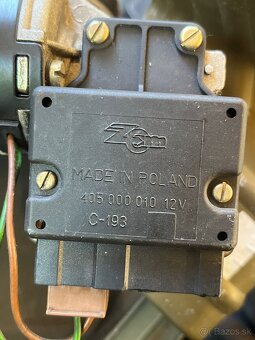 ZEM
MADE IN POLAND
405 000 010 12V
C-193
© Bazos.sk